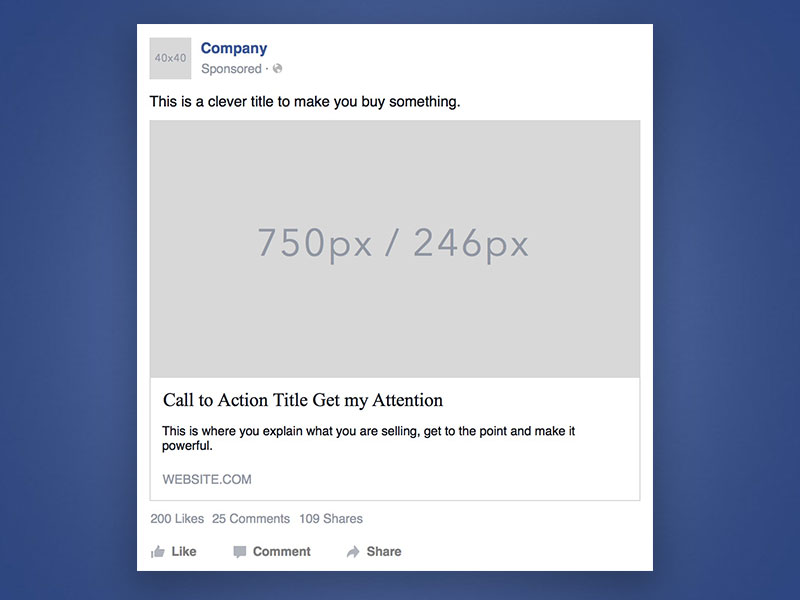 40x40
Company
Sponsored ·
This is a clever title to make you buy something.
750px / 246px
Call to Action Title Get my Attention
This is where you explain what you are selling, get to the point and make it
powerful.
WEBSITE.COM
200 Likes 25 Comments 109 Shares
Like Comment Share